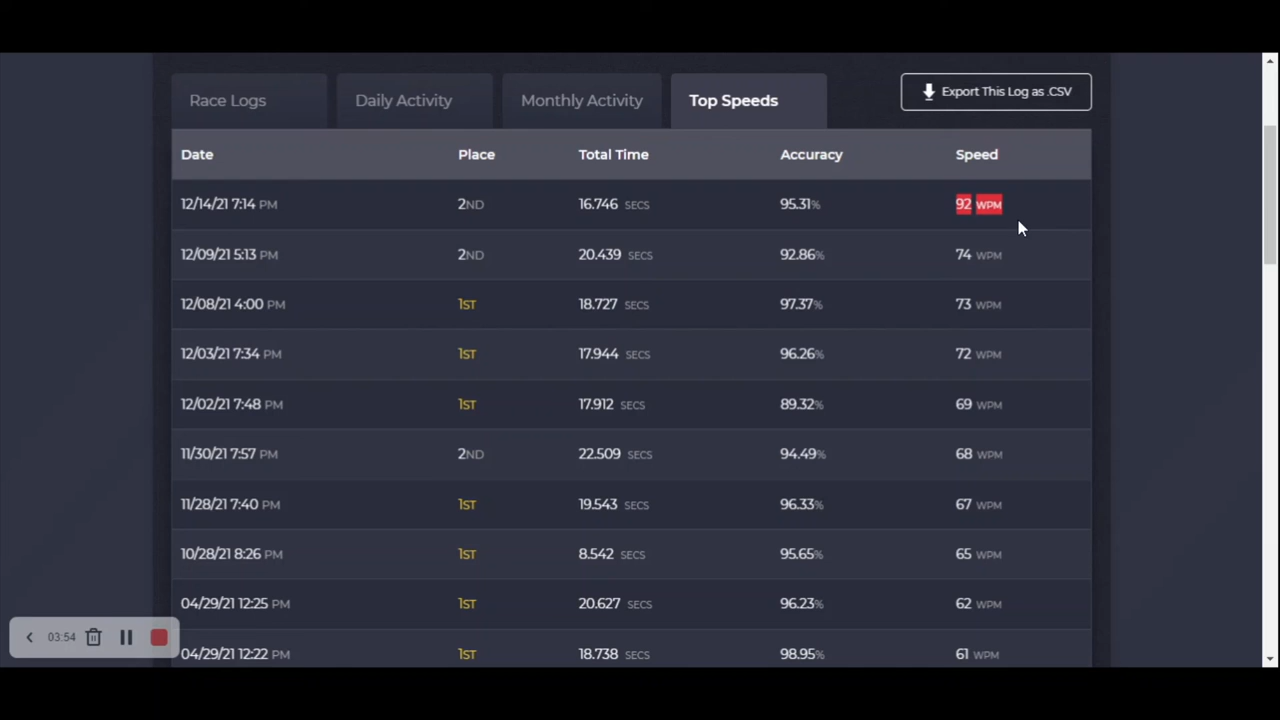 Race Logs Daily Activity Monthly Activity Top Speeds Export This Log as .CSV
Date Place Total Time Accuracy Speed
12/14/21 7:14 PM 2ND 16.746 SECS 95.31% 92 WPM
12/09/21 5:13 PM 2ND 20.439 SECS 92.86% 74 WPM
12/08/21 4:00 PM 1ST 18.727 SECS 97.37% 73 WPM
12/03/21 7:34 PM 1ST 17.944 SECS 96.26% 72 WPM
12/02/21 7:48 PM 1ST 17.912 SECS 89.32% 69 WPM
11/30/21 7:57 PM 2ND 22.509 SECS 94.49% 68 WPM
11/28/21 7:40 PM 1ST 19.543 SECS 96.33% 67 WPM
10/28/21 8:26 PM 1ST 8.542 SECS 95.65% 65 WPM
04/29/21 12:25 PM 1ST 20.627 SECS 96.23% 62 WPM
04/29/21 12:22 PM 1ST 18.738 SECS 98.95% 61 WPM
03:54